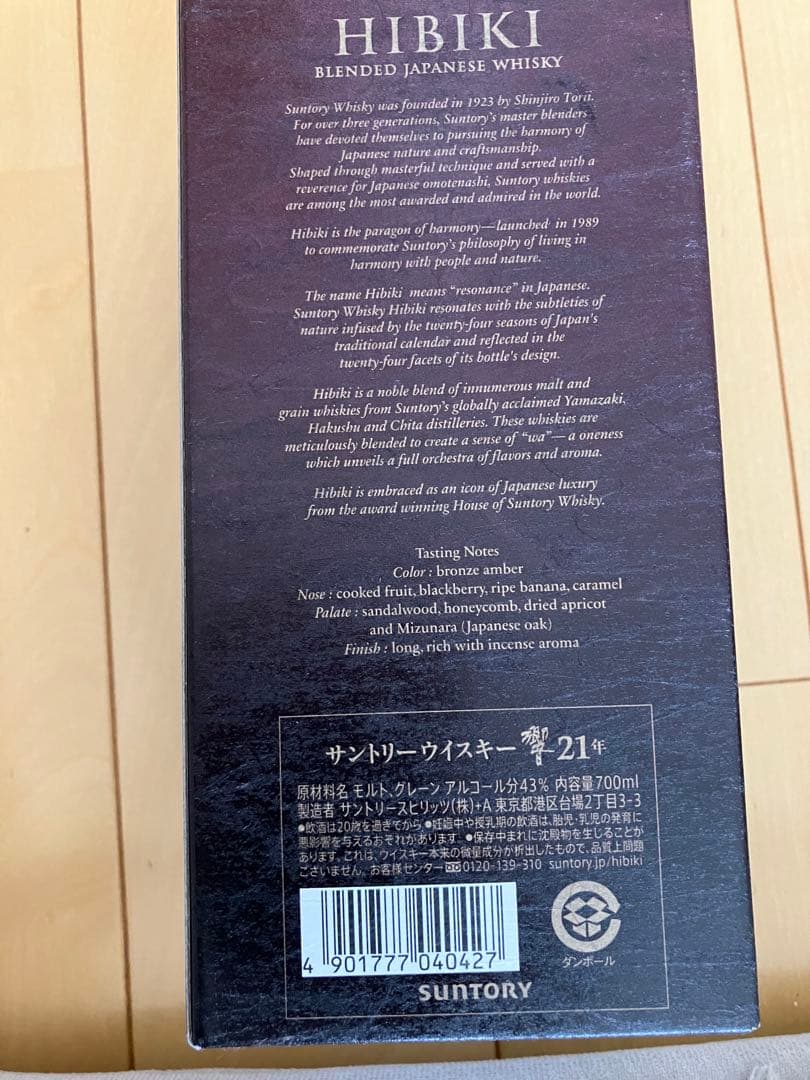 HIBIKI
BLENDED JAPANESE WHISKY
Suntory Whisky was founded in 1923 by Shinjiro Torii.
For over three generations, Suntory's master blenders
have devoted themselves to pursuing the harmony of
Japanese nature and craftsmanship.
Shaped through masterful technique and served with a
reverence for Japanese omotenashi, Suntory whiskies
are among the most awarded and admired in the world.
Hibiki is the paragon of harmony—launched in 1989
to commemorate Suntory's philosophy of living in
harmony with people and nature.
The name Hibiki means "resonance" in Japanese.
Suntory Whisky Hibiki resonates with the subtleties of
nature infused by the twenty-four seasons of Japan's
traditional calendar and reflected in the
twenty-four facets of its bottle's design.
Hibiki is a noble blend of innumerous malt and
grain whiskies from Suntory's globally acclaimed Yamazaki,
Hakushu and Chita distilleries. These whiskies are
meticulously blended to create a sense of "wa"— a oneness
which unveils a full orchestra of flavors and aroma.
Hibiki is embraced as an icon of Japanese luxury
from the award winning House of Suntory Whisky.
Tasting Notes
Color : bronze amber
Nose : cooked fruit, blackberry, ripe banana, caramel
Palate : sandalwood, honeycomb, dried apricot
and Mizunara (Japanese oak)
Finish : long, rich with incense aroma
サントリーウイスキー 響 21年
原材料名 モルト、グレーン アルコール分43% 内容量700ml
製造者 サントリースピリッツ(株)+A 東京都港区台場2丁目3-3
●飲酒は20歳を過ぎてから。●妊娠中や授乳期の飲酒は、胎児・乳児の発育に
悪影響を与えるおそれがあります。●保存中まれに沈殿物を生じることが
あります。これは、ウイスキー本来の微量成分が析出したもので、品質上問題
ございません。お客様センター 0120-139-310 suntory.jp/hibiki
4 901777 040427
ダンボール
SUNTORY